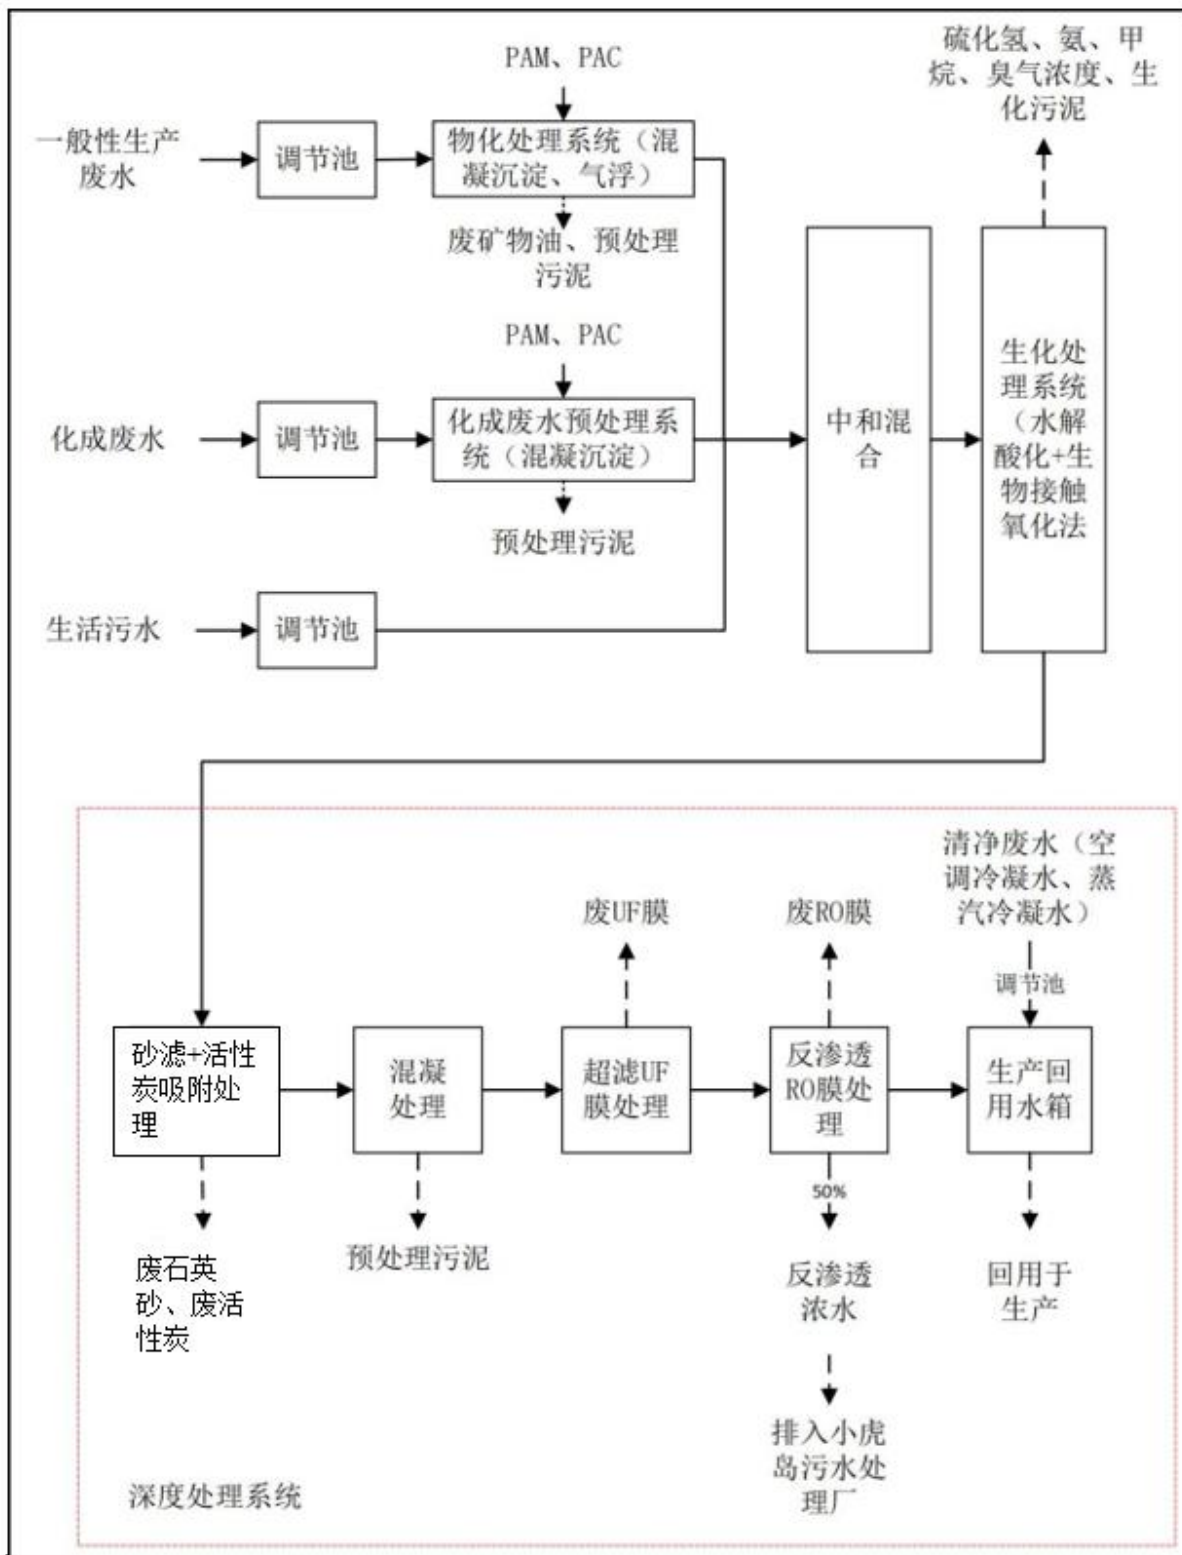 PAM、PAC
硫化氢、氨、甲
烷、臭气浓度、生
化污泥
一般性生产
废水
调节池
物化处理系统（混
凝沉淀、气浮）
废矿物油、预处理
污泥
PAM、PAC
化成废水
调节池
化成废水预处理系
统（混凝沉淀）
预处理污泥
生活污水
调节池
中和混
合
生化处
理系统
（水解
酸化+生
物接触
氧化法
清净废水（空
调冷凝水、蒸
汽冷凝水）
调节池
废UF膜
废RO膜
砂滤+活性
炭吸附处
理
混凝
处理
超滤UF
膜处理
反渗透
RO膜处
理
生产回
用水箱
50%
废石英
砂、废活
性炭
预处理污泥
反渗透
浓水
回用于
生产
排入小虎
岛污水处
理厂
深度处理系统